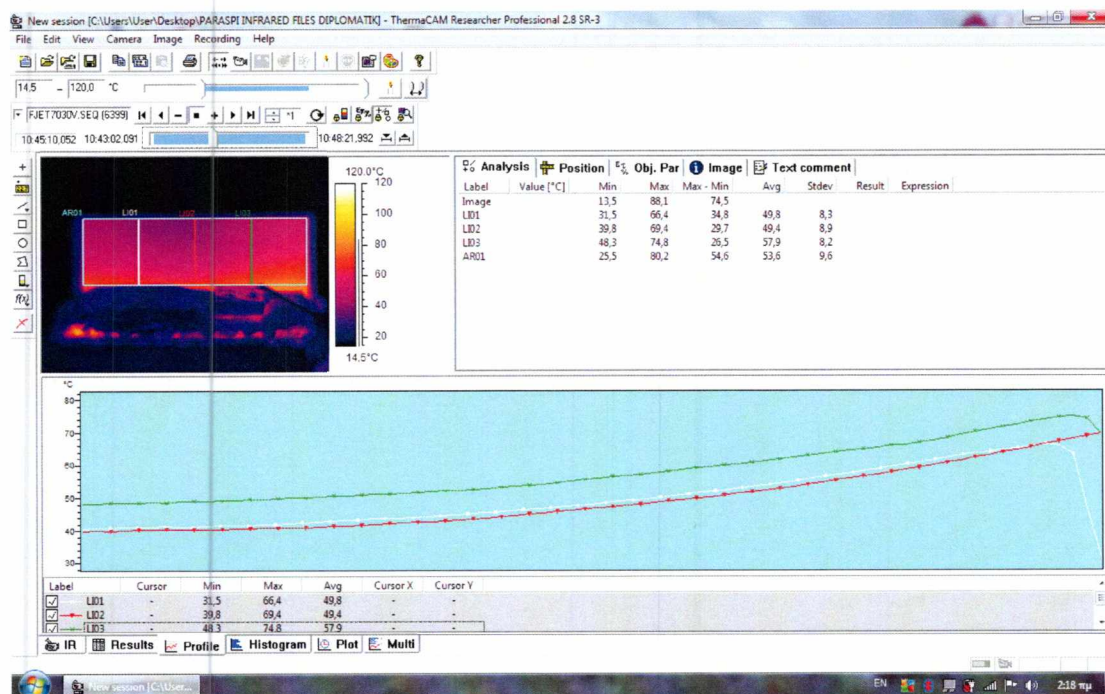 New session [C:\Users\User\Desktop\PARASPI INFRARED FILES DIPLOMATIK] - ThermaCAM Researcher Professional 2.8 SR-3
File Edit View Camera Image Recording Help
14,5 - 120,0 °C
FJET7030V.SEQ (6399)
10:45:10,052 10:43:02,091 10:48:21,992
120.0°C
120
100
80
60
40
20
14,5°C
AR01 LI01 LI02 LI03
Analysis Position Obj. Par Image Text comment
Label Value [°C] Min Max Max - Min Avg Stdev Result Expression
Image 13,5 88,1 74,5
LI01 31,5 66,4 34,8 49,8 8,3
LI02 39,8 69,4 29,7 49,4 8,9
LI03 48,3 74,8 26,5 57,9 8,2
AR01 25,5 80,2 54,6 53,6 9,6
f(x)
°C
80
70
60
50
40
30
Label Cursor Min Max Avg Cursor X Cursor Y
LI01 - 31,5 66,4 49,8 - -
LI02 - 39,8 69,4 49,4 - -
LI03 - 48,3 74,8 57,9 - -
IR Results Profile Histogram Plot Multi
New session [C:\User... EN 2:18 πμ